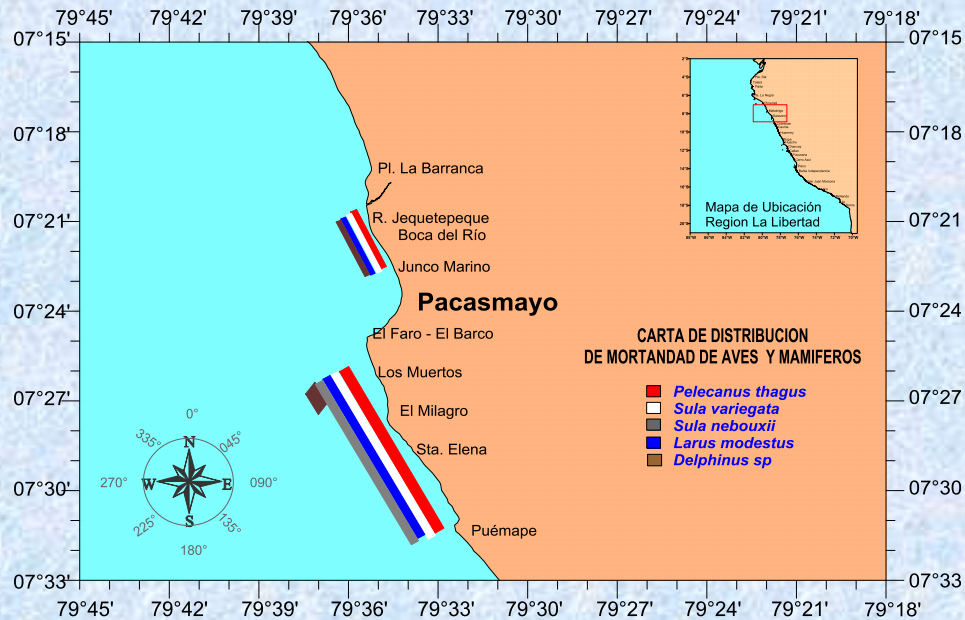 79°45' 79°42' 79°39' 79°36' 79°33' 79°30' 79°27' 79°24' 79°21' 79°18'
07°15' 07°15
07°18' 07°18
07°21' 07°21
07°24' 07°24
07°27' 07°27
07°30' 07°30
07°33' 07°33
Pl. La Barranca
R. Jequetepeque
Boca del Río
Junco Marino
Pacasmayo
El Faro - El Barco
Los Muertos
El Milagro
Sta. Elena
Puémape
Mapa de Ubicación
Region La Libertad
CARTA DE DISTRIBUCION
DE MORTANDAD DE AVES Y MAMIFEROS
Pelecanus thagus
Sula variegata
Sula nebouxii
Larus modestus
Delphinus sp
0°
335° N 045°
270° W E 090°
225° S 135°
180°
79°45' 79°42' 79°39' 79°36' 79°33' 79°30' 79°27' 79°24' 79°21' 79°18'